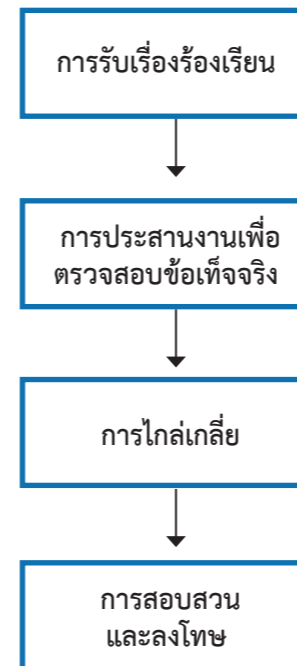 การรับเรื่องร้องเรียน
การประสานงานเพื่อ
ตรวจสอบข้อเท็จจริง
การไกล่เกลี่ย
การสอบสวน
และลงโทษ